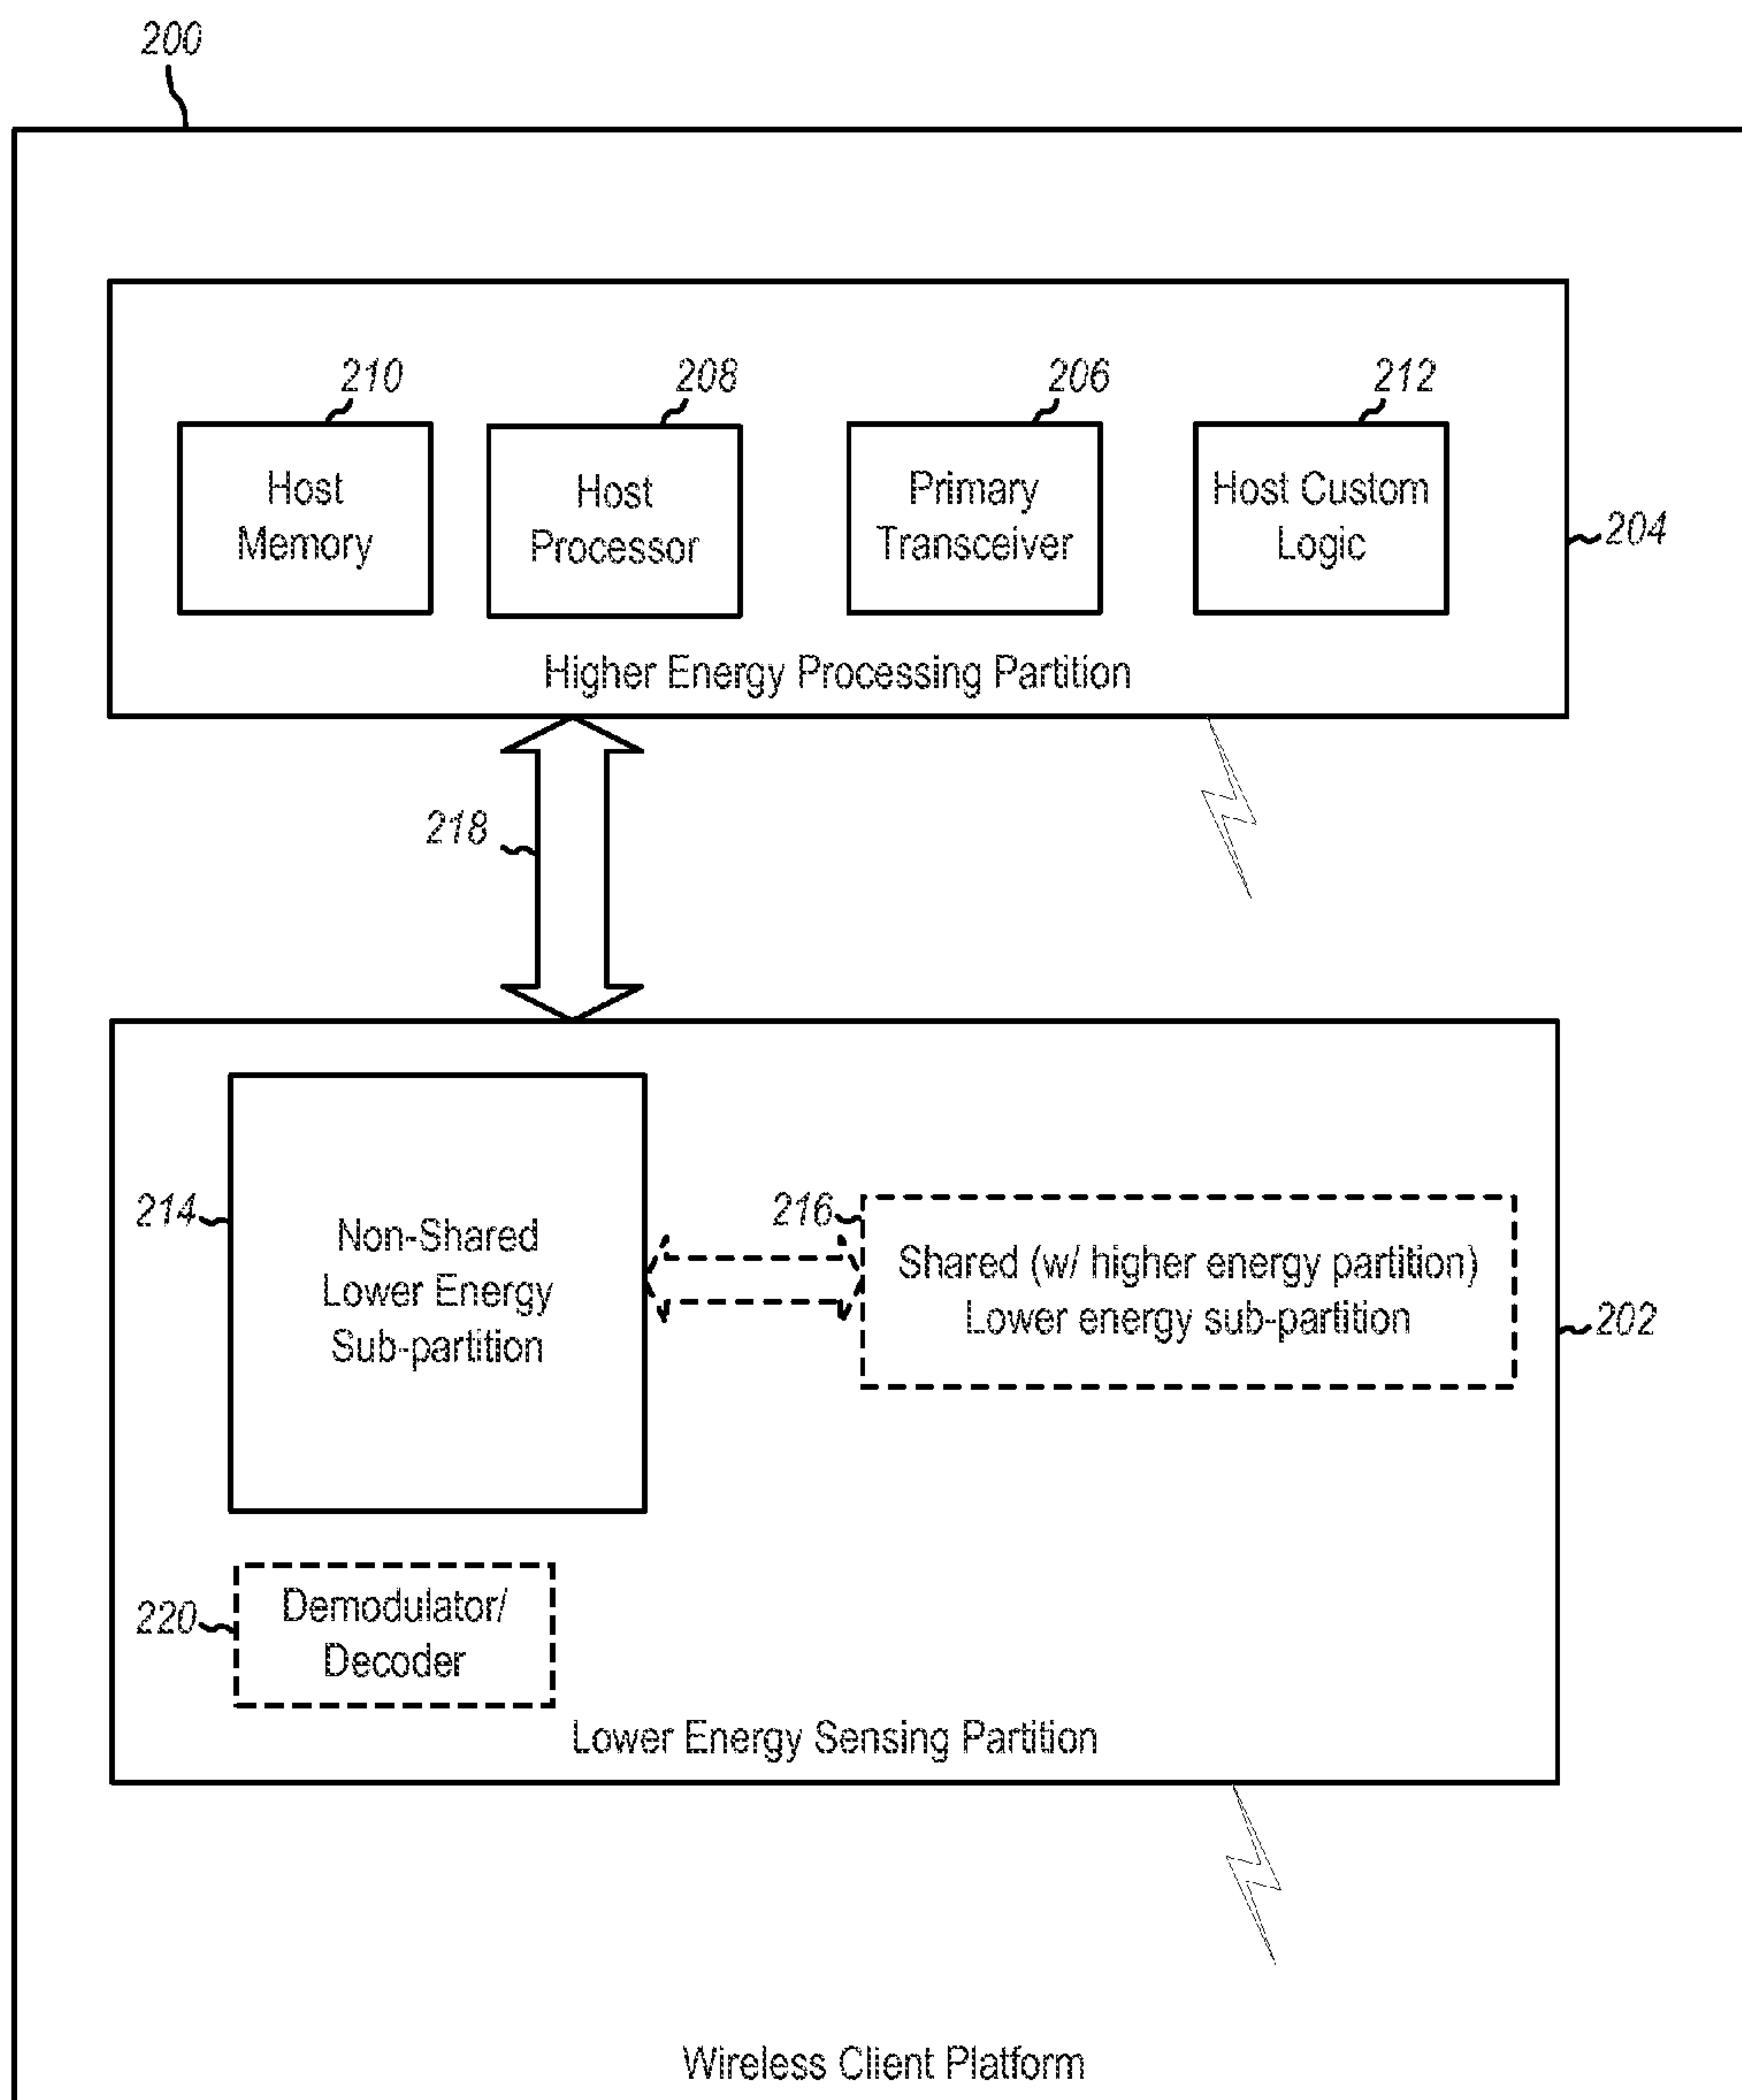 200
210
208
206
212
Host
Memory
Host
Processor
Primary
Transceiver
Host Custom
Logic
204
Higher Energy Processing Partition
218
214
Non-Shared
Lower Energy
Sub-partition
216
Shared (w/ higher energy partition)
Lower energy sub-partition
202
220
Demodulator/
Decoder
Lower Energy Sensing Partition
Wireless Client Platform